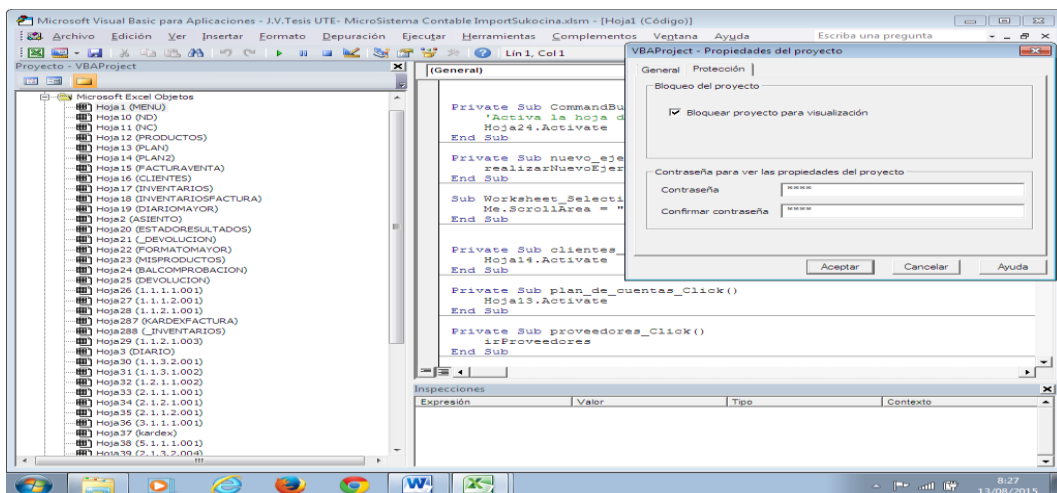 Microsoft Visual Basic para Aplicaciones - J.V.Tesis UTE- MicroSistema Contable ImportSukocina.xlsm - [Hoja1 (Código)]
Archivo Edición Ver Insertar Formato Depuración Ejecutar Herramientas Complementos Ventana Ayuda Escriba una pregunta
Lín 1, Col 1
Proyecto - VBAProject
Microsoft Excel Objetos
Hoja1 (MENU)
Hoja10 (ND)
Hoja11 (NC)
Hoja12 (PRODUCTOS)
Hoja13 (PLAN)
Hoja14 (PLAN2)
Hoja15 (FACTURAVENTA)
Hoja16 (CLIENTES)
Hoja17 (INVENTARIOS)
Hoja18 (INVENTARIOSFACTURA)
Hoja19 (DIARIOMAYOR)
Hoja2 (ASIENTO)
Hoja20 (ESTADORESULTADOS)
Hoja21 (_DEVOLUCION)
Hoja22 (FORMATOMAYOR)
Hoja23 (MISPRODUCTOS)
Hoja24 (BALCOMPROBACION)
Hoja25 (DEVOLUCION)
Hoja26 (1.1.1.1.001)
Hoja27 (1.1.1.2.001)
Hoja28 (1.1.2.1.001)
Hoja287 (KARDEXFACTURA)
Hoja288 (_INVENTARIOS)
Hoja29 (1.1.2.1.003)
Hoja3 (DIARIO)
Hoja30 (1.1.3.2.001)
Hoja31 (1.1.3.1.002)
Hoja32 (1.2.1.1.002)
Hoja33 (2.1.1.1.001)
Hoja34 (2.1.2.1.001)
Hoja35 (2.1.1.2.001)
Hoja36 (3.1.1.1.001)
Hoja37 (kardex)
Hoja38 (5.1.1.1.001)
Hoja39 (2.1.3.2.004)
(General)
Private Sub CommandBu
'Activa la hoja d
Hoja24.Activate
End Sub
Private Sub nuevo_eje
realizarNuevoEjer
End Sub
Sub Worksheet_Selecti
Me.ScrollArea = "
End Sub
Private Sub clientes_
Hoja14.Activate
End Sub
Private Sub plan_de_cuentas_Click()
Hoja13.Activate
End Sub
Private Sub proveedores_Click()
irProveedores
End Sub
VBAProject - Propiedades del proyecto
General Protección
Bloqueo del proyecto
Bloquear proyecto para visualización
Contraseña para ver las propiedades del proyecto
Contraseña ****
Confirmar contraseña ****
Aceptar Cancelar Ayuda
Inspecciones
Expresión Valor Tipo Contexto
8:27
13/08/2015